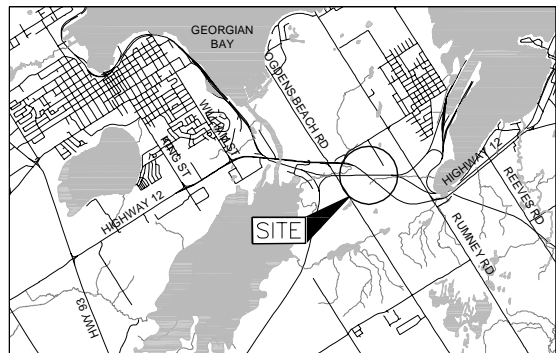 GEORGIAN
BAY
OGDENS BEACH RD
WILLIAM ST
KING ST
HIGHWAY 12
HIGHWAY 12
REEVES RD
SITE
RUMNEY RD
HWY 93